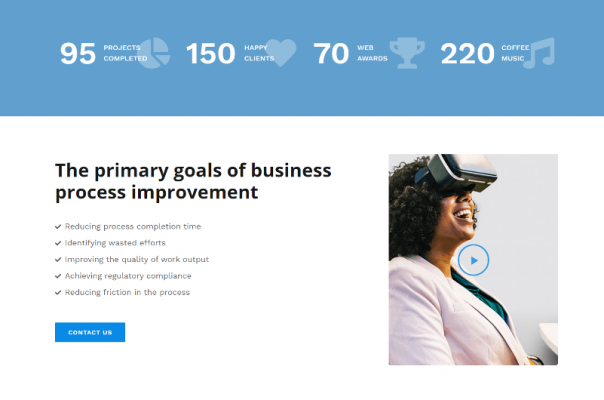 95 PROJECTS COMPLETED
150 HAPPY CLIENTS
70 WEB AWARDS
220 COFFEE MUSIC
The primary goals of business
process improvement
Reducing process completion time
Identifying wasted efforts
Improving the quality of work output
Achieving regulatory compliance
Reducing friction in the process
CONTACT US